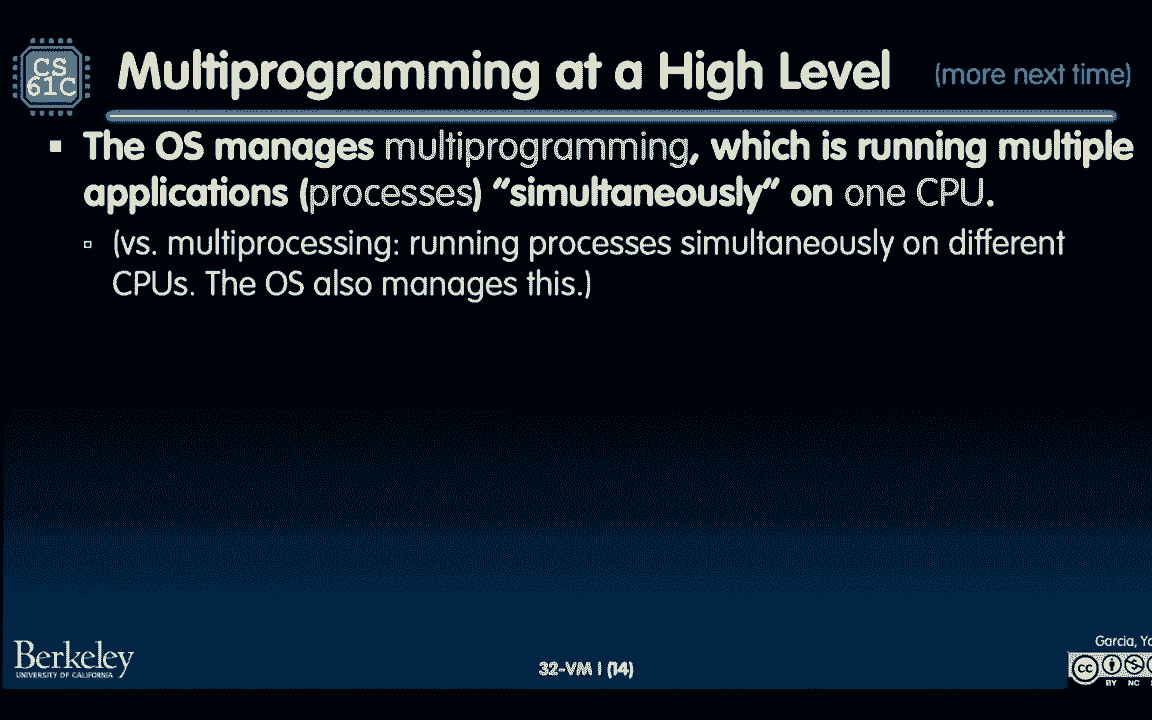 CS
61C
Multiprogramming at a High Level (more next time)
▪ The OS manages multiprogramming, which is running multiple
applications (processes) “simultaneously” on one CPU.
▫ (vs. multiprocessing: running processes simultaneously on different
CPUs. The OS also manages this.)
Berkeley
UNIVERSITY OF CALIFORNIA
32-VM I (14)
Garcia,
cc
BY NC